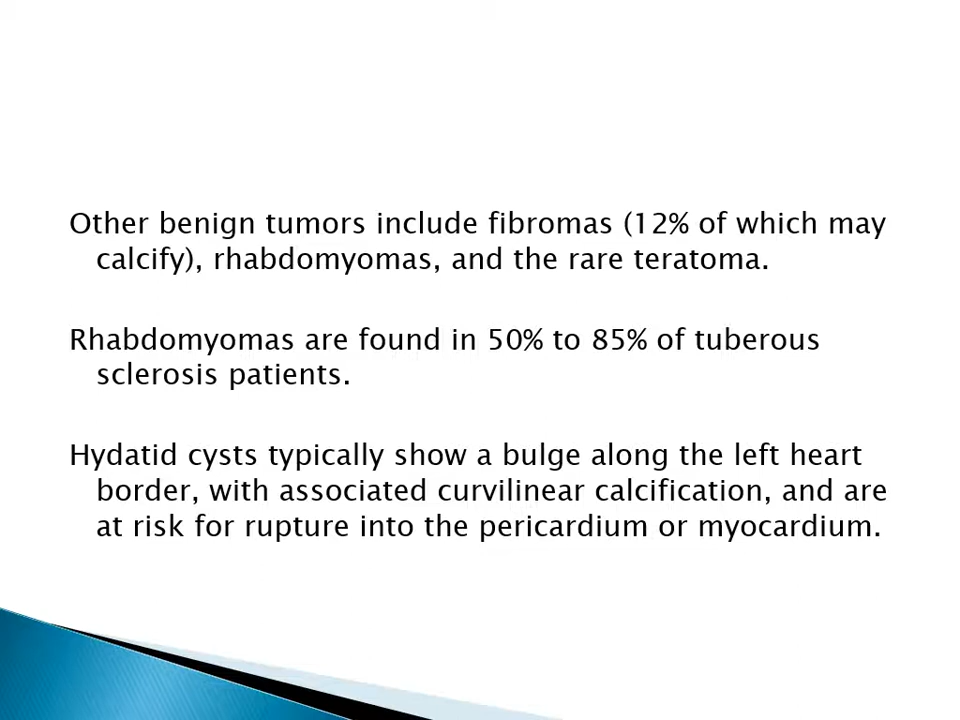 Other benign tumors include fibromas (12% of which may
calcify), rhabdomyomas, and the rare teratoma.
Rhabdomyomas are found in 50% to 85% of tuberous
sclerosis patients.
Hydatid cysts typically show a bulge along the left heart
border, with associated curvilinear calcification, and are
at risk for rupture into the pericardium or myocardium.